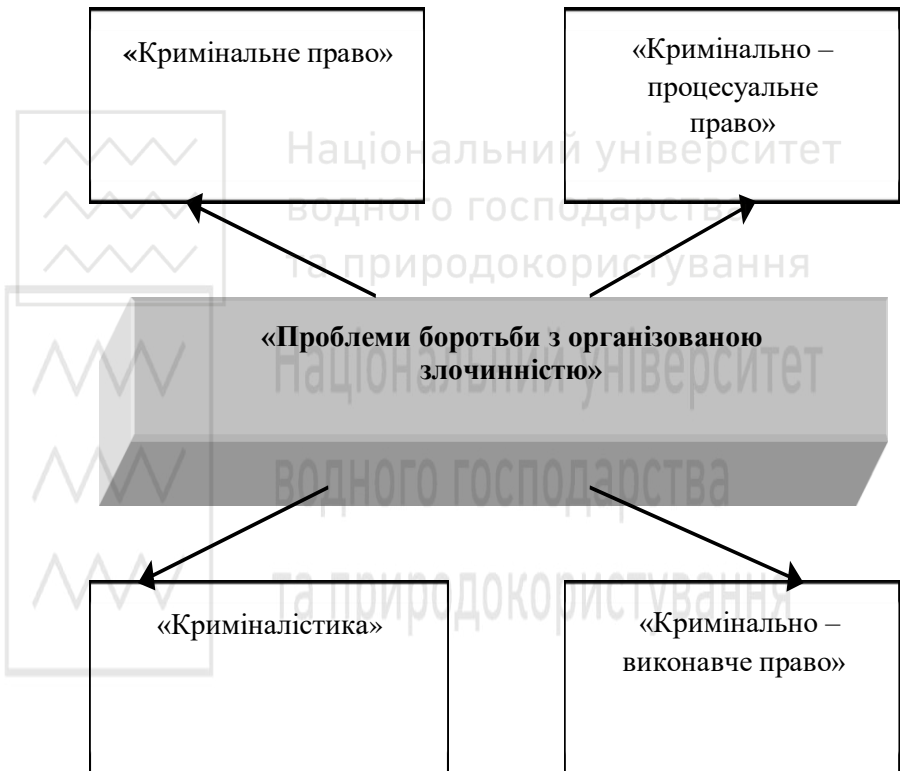 «Кримінальне право»
«Кримінально –
процесуальне
право»
Національний університет
водного господарства
та природокористування
«Проблеми боротьби з організованою
злочинністю»
Національний університет
водного господарства
та природокористування
«Криміналістика»
«Кримінально –
виконавче право»